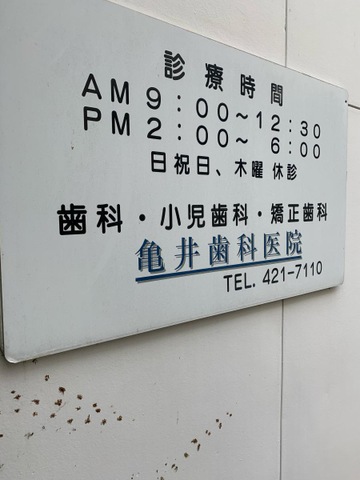 診療時間
AM 9:00〜12:30
PM 2:00〜 6:00
日祝日、木曜 休診
歯科・小児歯科・矯正歯科
亀井歯科医院
TEL. 421-7110